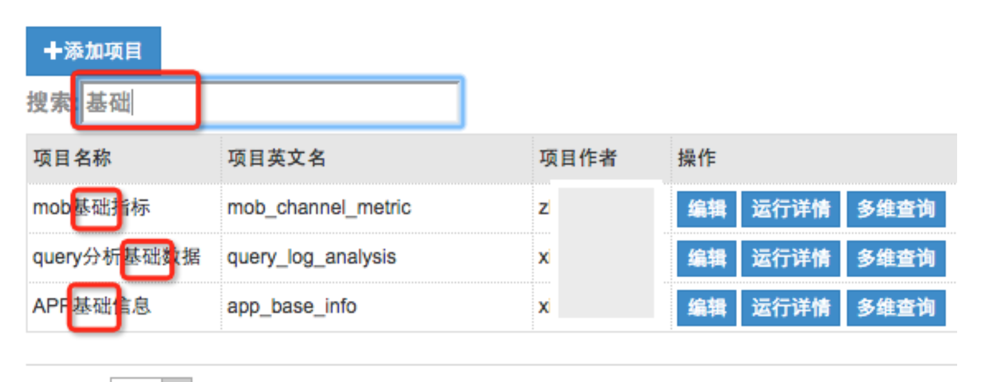 添加项目
搜索: 基础
项目名称 项目英文名 项目作者 操作
mob基础指标 mob_channel_metric 编辑 运行详情 多维查询
query分析基础数据 query_log_analysis 编辑 运行详情 多维查询
APP基础信息 app_base_info 编辑 运行详情 多维查询